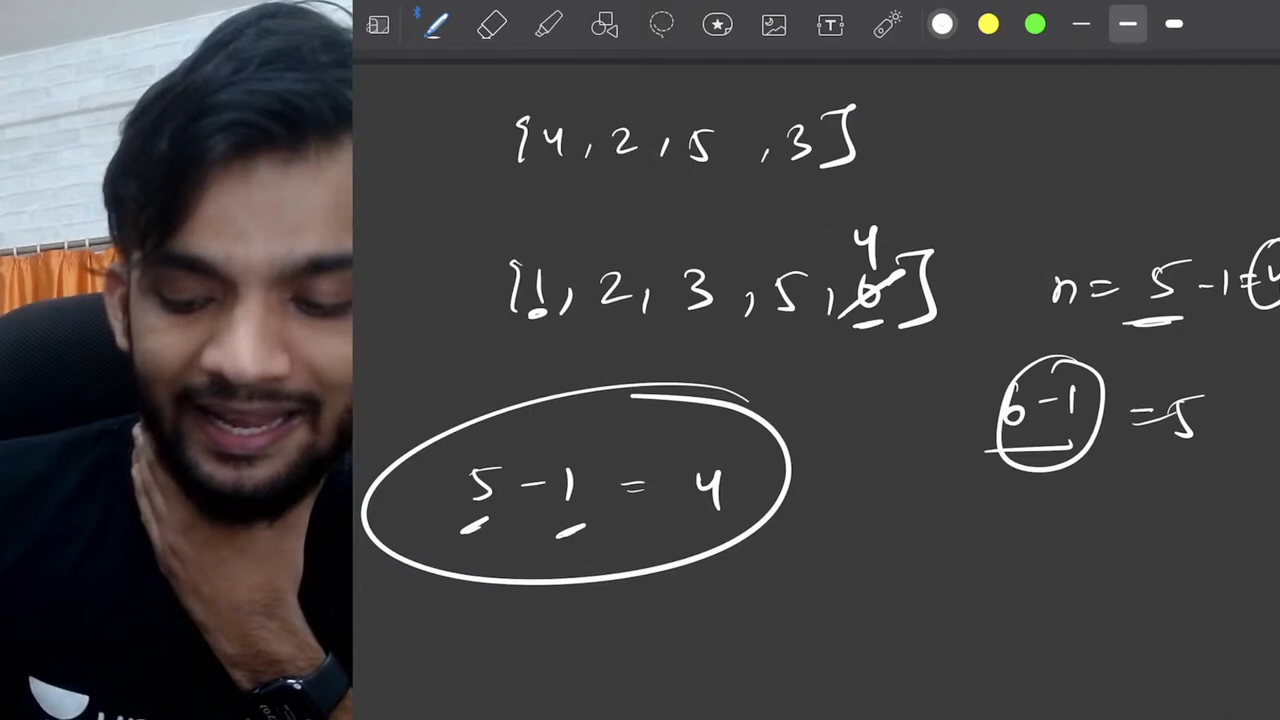 [4, 2, 5, 3]
4
[1, 2, 3, 5, 6]
n = 5 - 1 = 4
6 - 1 = 5
5 - 1 = 4
T